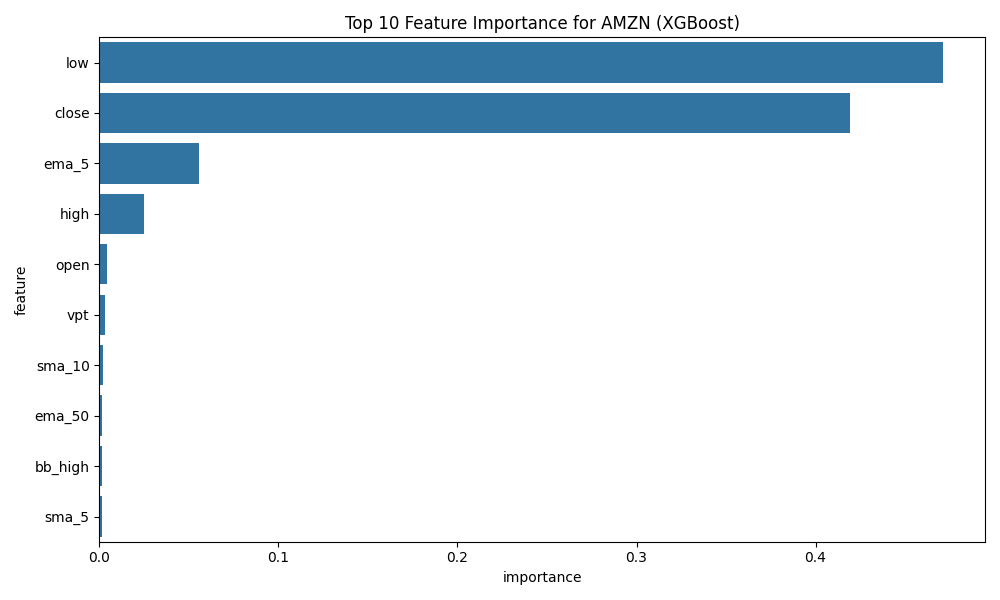 Top 10 Feature Importance for AMZN (XGBoost)
low
close
ema_5
high
open
vpt
sma_10
ema_50
bb_high
sma_5
feature
0.0 0.1 0.2 0.3 0.4
importance